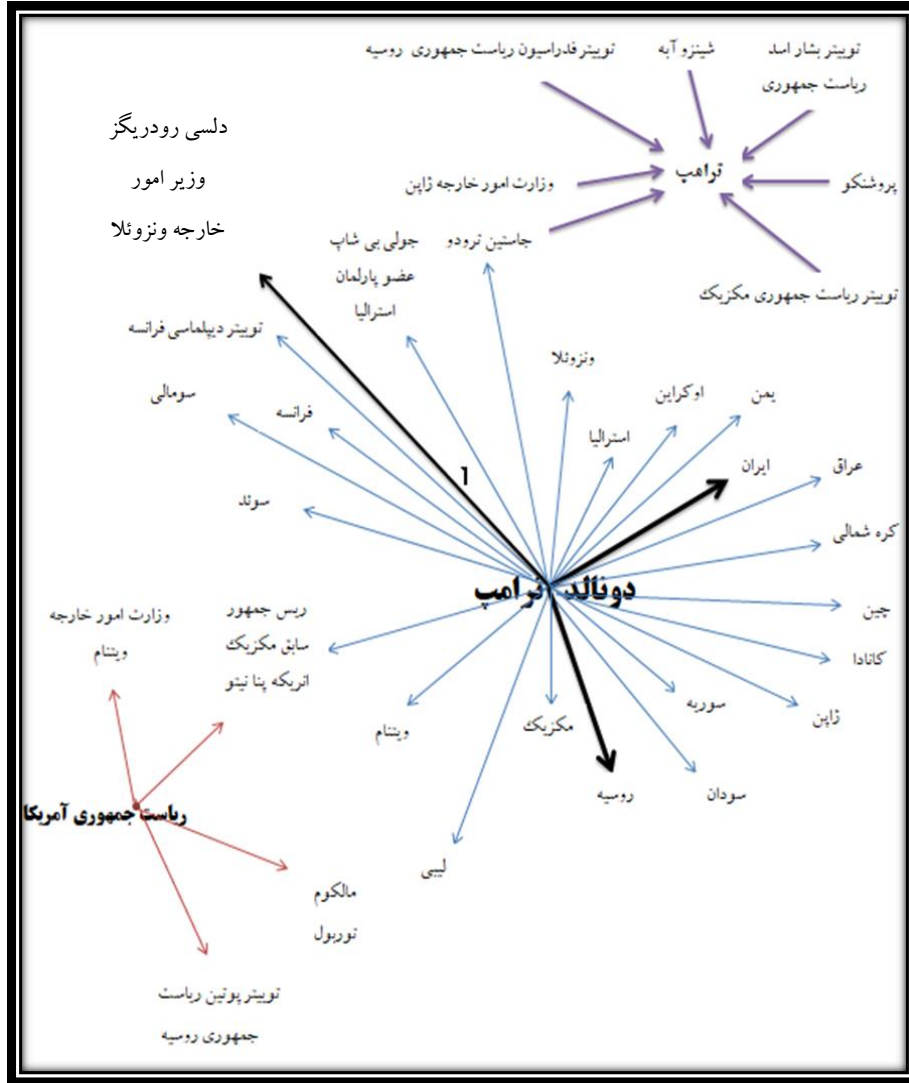 توییتر فدراسیون ریاست جمهوری روسیه
شینزو آبه
توییتر بشار اسد
ریاست جمهوری
دلسی رودریگز
وزیر امور
خارجه ونزوئلا
ترامپ
وزارت امور خارجه ژاپن
پروشنکو
جاستین ترودو
جولی بی شاپ
عضو پارلمان
استرالیا
توییتر ریاست جمهوری مکزیک
توییتر دیپلماسی فرانسه
ونزوئلا
سومالی
فرانسه
اوکراین
یمن
استرالیا
ایران
عراق
1
سوند
کره شمالی
دونالد ترامپ
چین
وزارت امور خارجه
ویتنام
ریس جمهور
سابق مکزیک
انریکه پنا نیتو
کانادا
سوریه
ژاپن
ویتنام
مکزیک
روسیه
سودان
ریاست جمهوری آمریکا
لیبی
مالکوم
توربول
توییتر پوتین ریاست
جمهوری روسیه